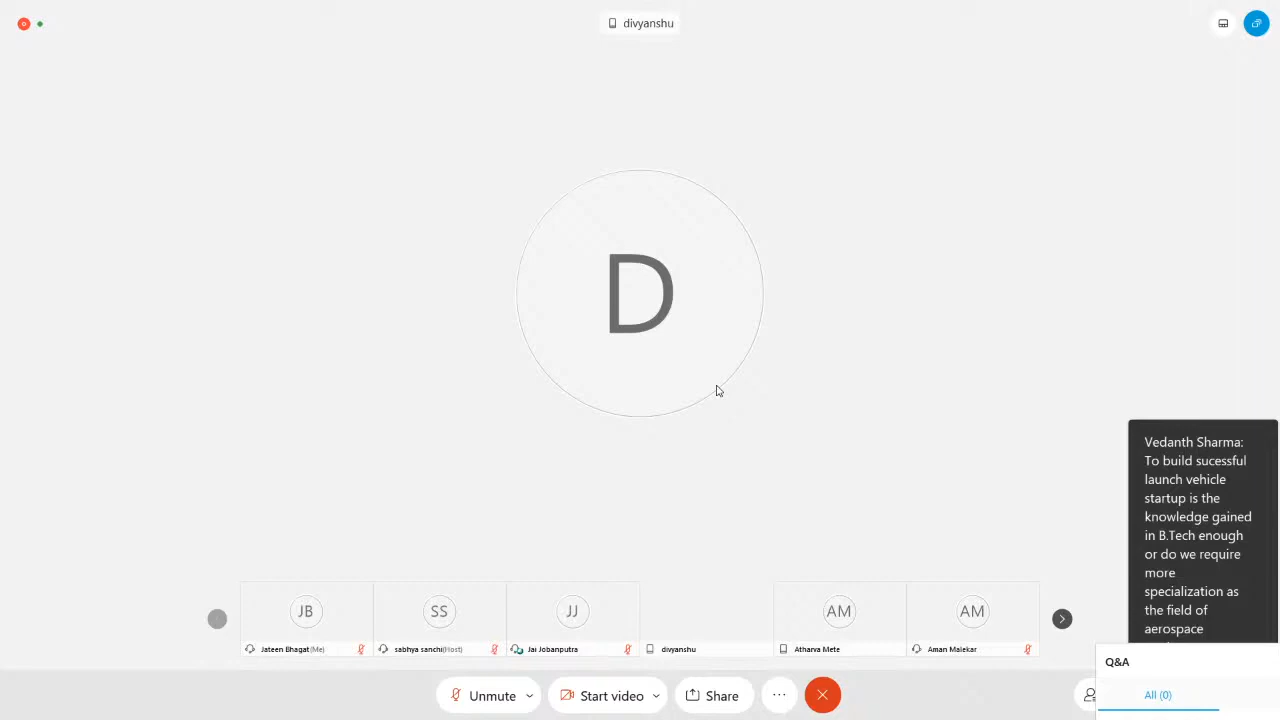 divyanshu
D
Vedanth Sharma:
To build sucessful
launch vehicle
startup is the
knowledge gained
in B.Tech enough
or do we require
more
specialization as
the field of
aerospace
JB
SS
JJ
AM
AM
Jateen Bhagat(Me)
sabhya sanchi(Host)
Jai Jobanputra
divyanshu
Atharva Mete
Aman Malekar
Q&A
All (0)
Unmute
Start video
Share